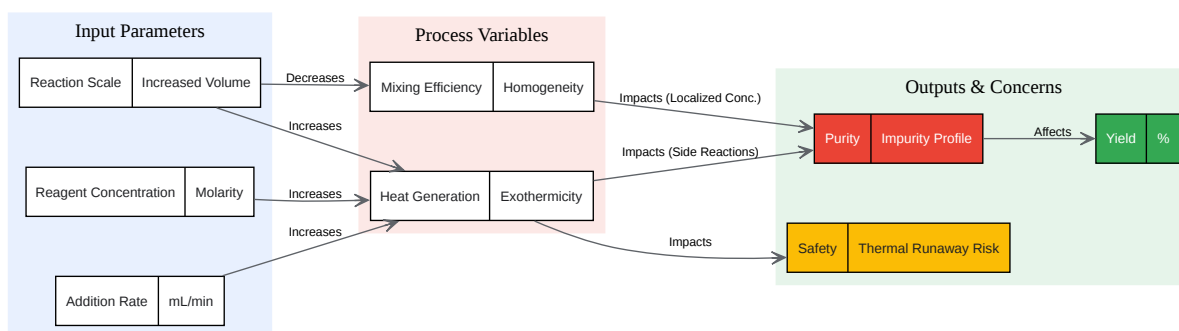 Input Parameters
Reaction Scale
Increased Volume
Reagent Concentration
Molarity
Addition Rate
mL/min
Decreases
Increases
Increases
Increases
Process Variables
Mixing Efficiency
Homogeneity
Heat Generation
Exothermicity
Impacts (Localized Conc.)
Impacts (Side Reactions)
Impacts
Outputs & Concerns
Purity
Impurity Profile
Affects
Yield
%
Safety
Thermal Runaway Risk